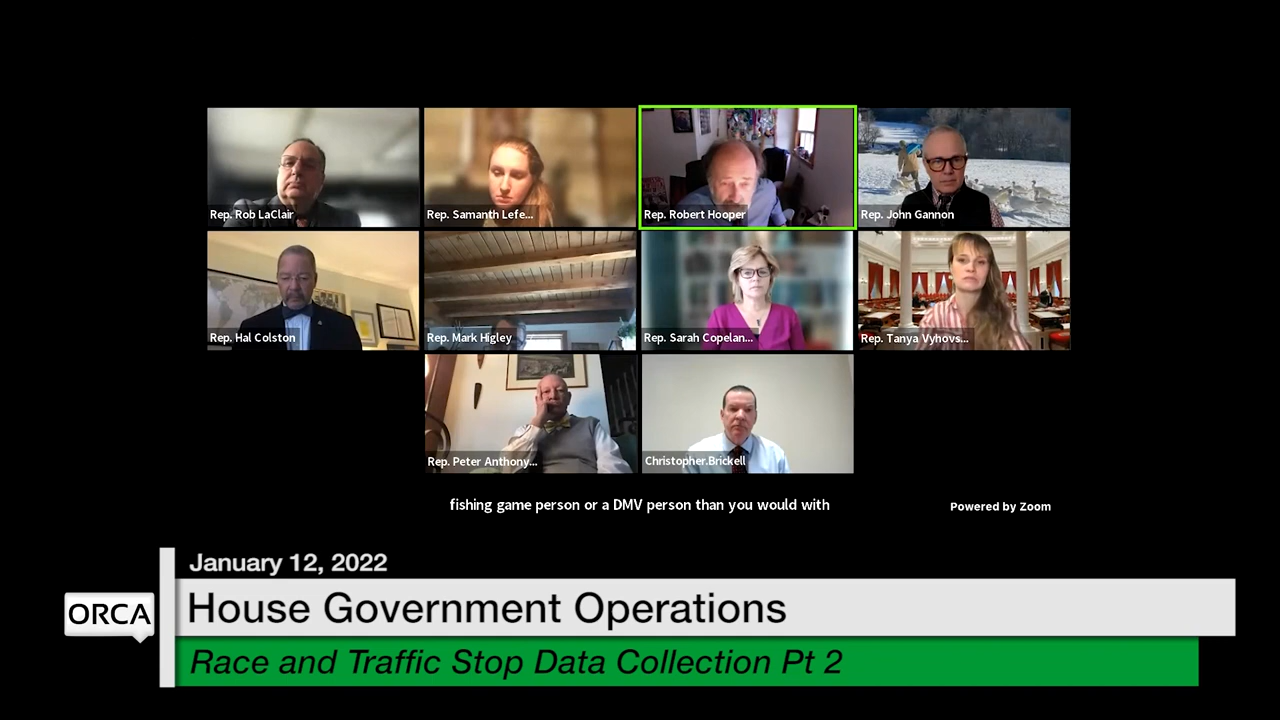 Rep. Rob LaClair
Rep. Samanth Lefe...
Rep. Robert Hooper
Rep. John Gannon
Rep. Hal Colston
Rep. Mark Higley
Rep. Sarah Copelan...
Rep. Tanya Vyhovs...
Rep. Peter Anthony...
Christopher.Brickell
fishing game person or a DMV person than you would with
Powered by Zoom
January 12, 2022
ORCA
House Government Operations
Race and Traffic Stop Data Collection Pt 2